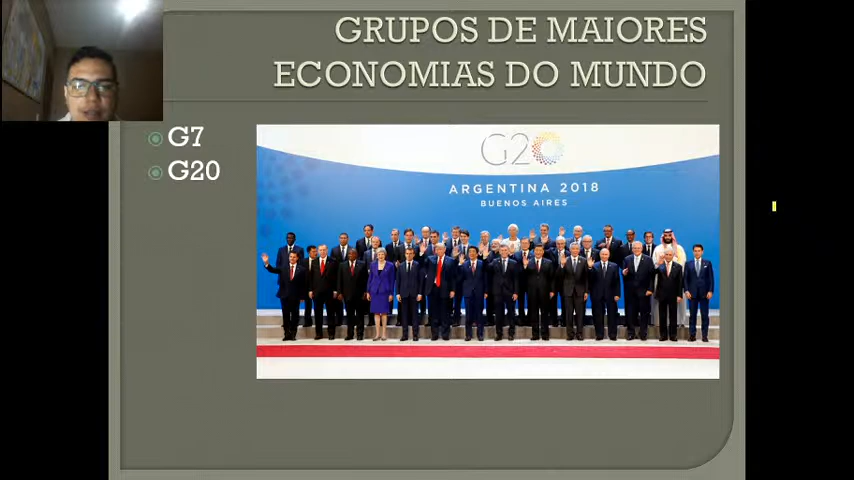 GRUPOS DE MAIORES
ECONOMIAS DO MUNDO
G7
G20
G20
ARGENTINA 2018
BUENOS AIRES